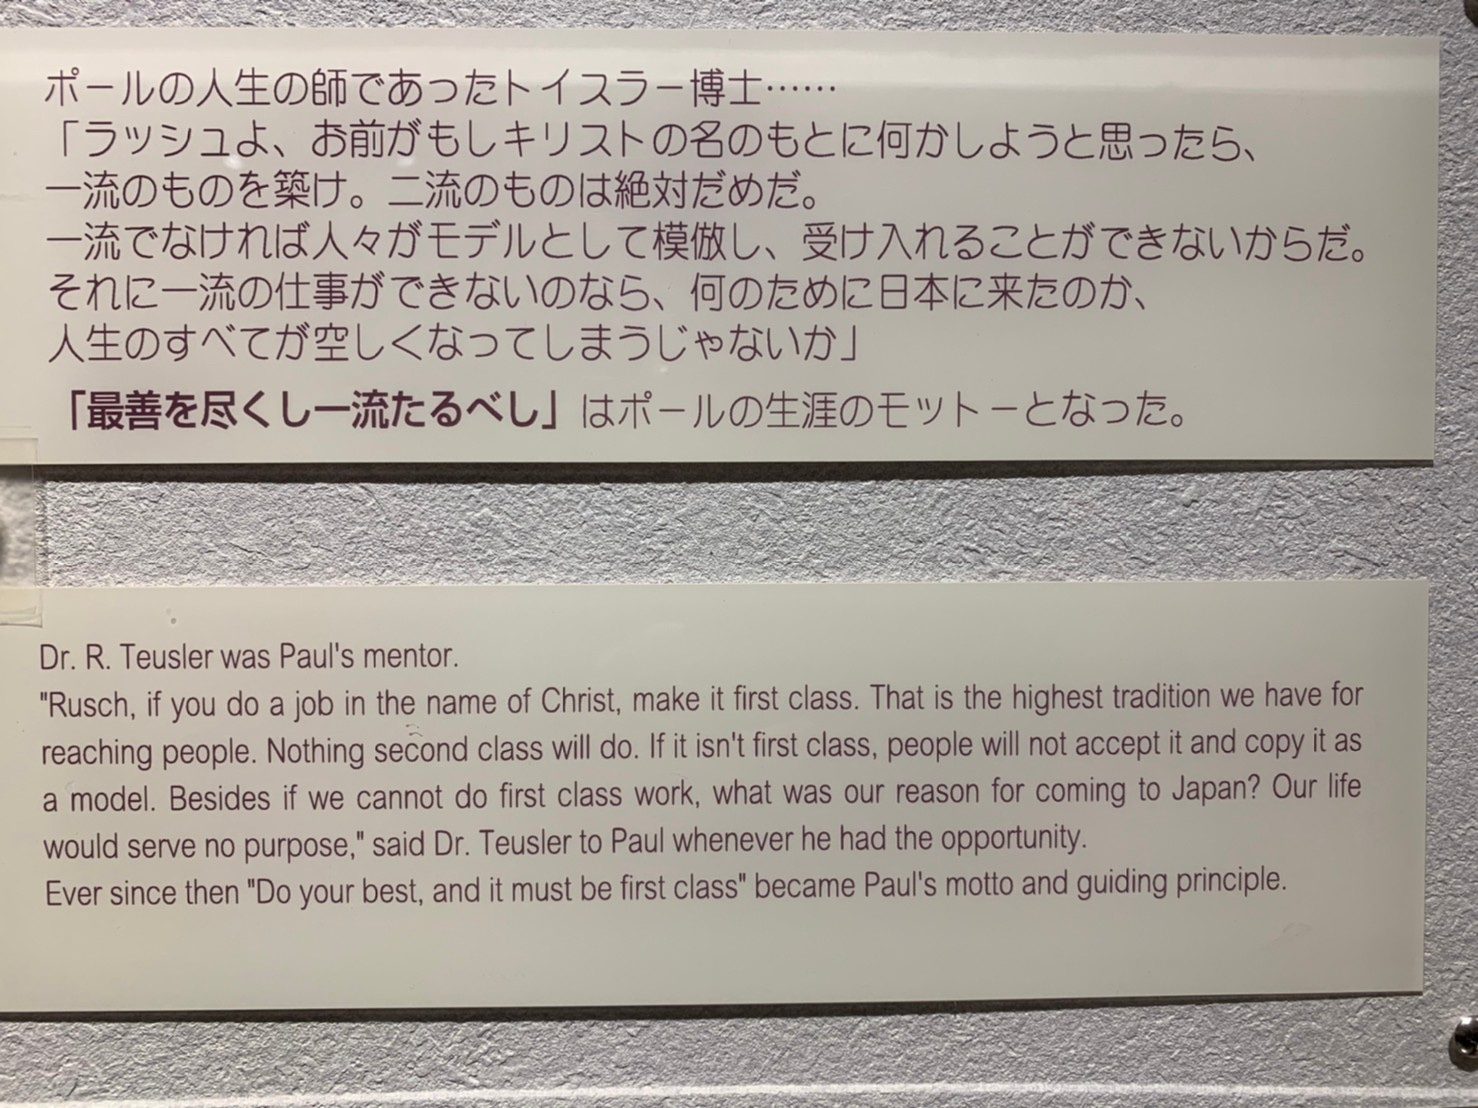 ポールの人生の師であったトイスラー博士……
「ラッシュよ、お前がもしキリストの名のもとに何かしようと思ったら、
一流のものを築け。二流のものは絶対だめだ。
一流でなければ人々がモデルとして模倣し、受け入れることができないからだ。
それに一流の仕事ができないのなら、何のために日本に来たのか、
人生のすべてが空しくなってしまうじゃないか」
「最善を尽くし一流たるべし」はポールの生涯のモットーとなった。
Dr. R. Teusler was Paul's mentor.
"Rusch, if you do a job in the name of Christ, make it first class. That is the highest tradition we have for
reaching people. Nothing second class will do. If it isn't first class, people will not accept it and copy it as
a model. Besides if we cannot do first class work, what was our reason for coming to Japan? Our life
would serve no purpose," said Dr. Teusler to Paul whenever he had the opportunity.
Ever since then "Do your best, and it must be first class" became Paul's motto and guiding principle.